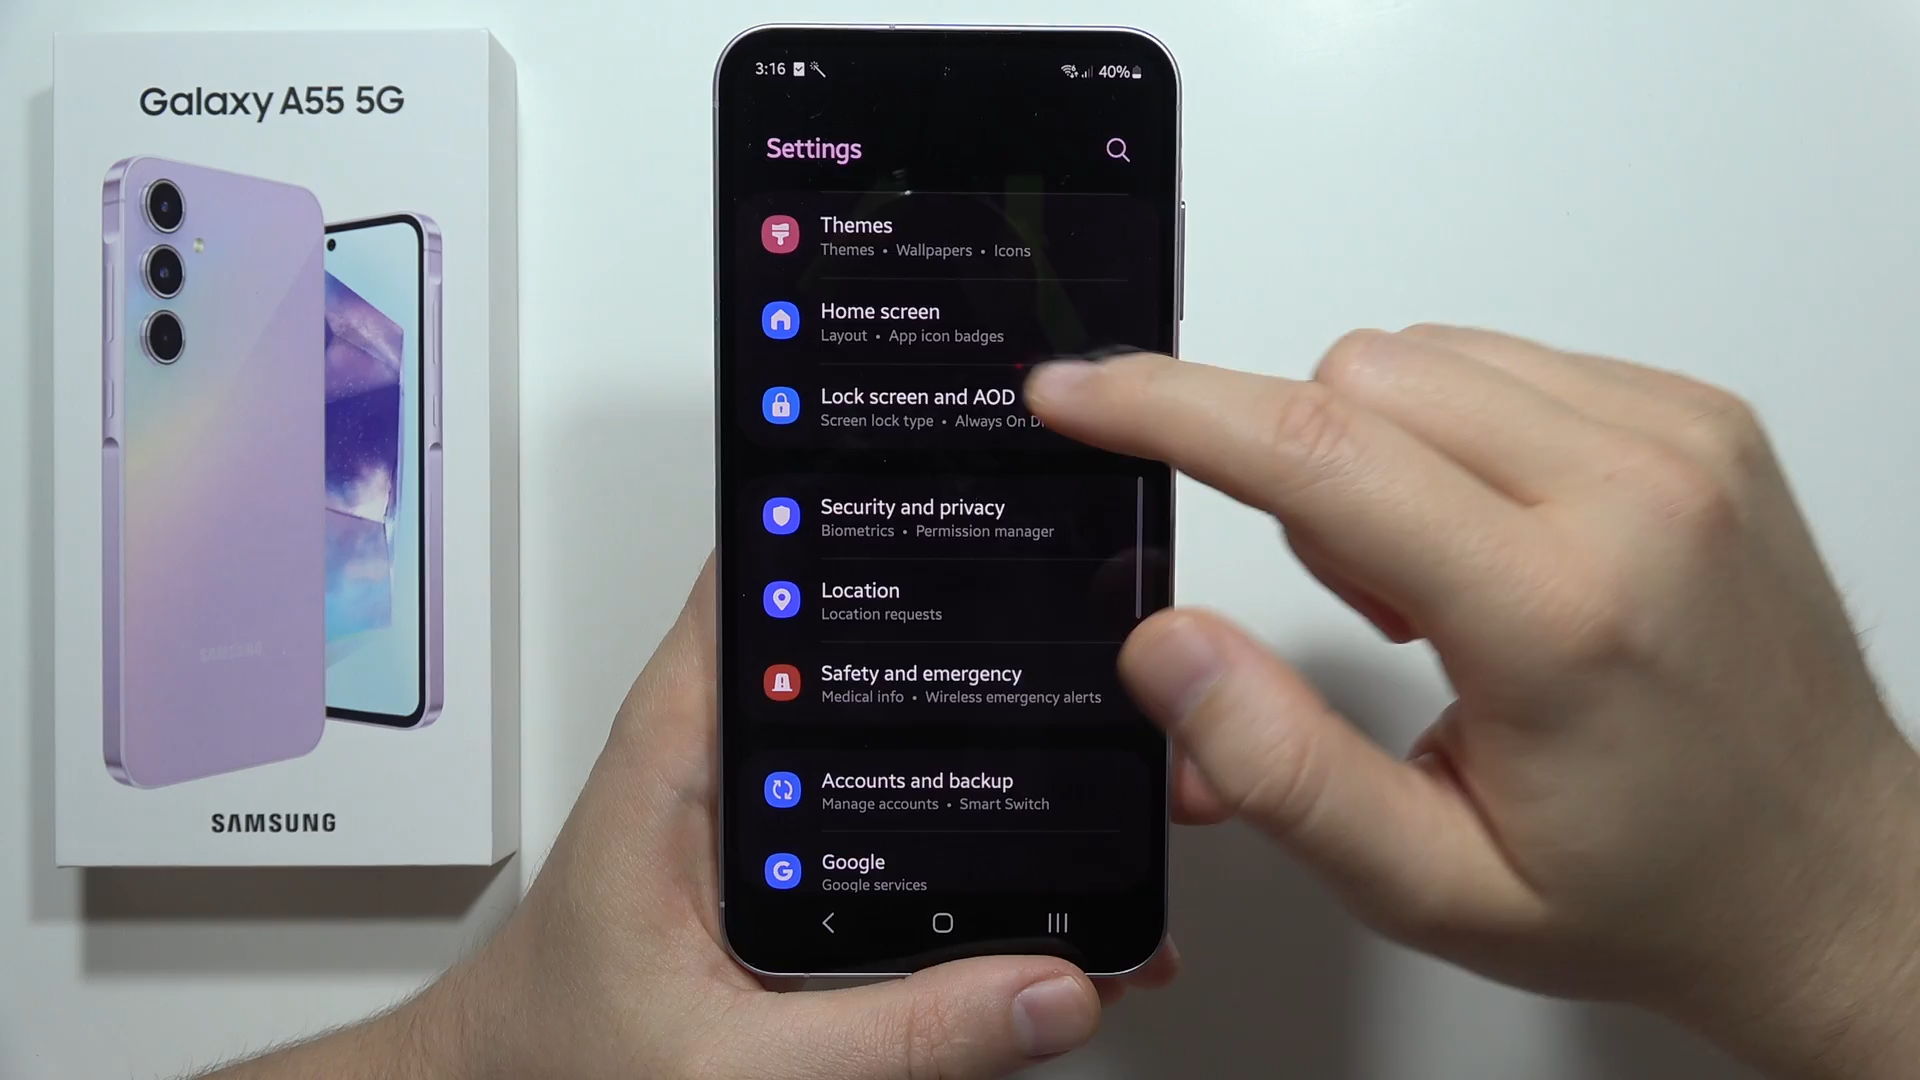 Galaxy A55 5G
SAMSUNG
SAMSUNG
3:16
40%
Settings
Themes
Themes • Wallpapers • Icons
Home screen
Layout • App icon badges
Lock screen and AOD
Screen lock type • Always On
Security and privacy
Biometrics • Permission manager
Location
Location requests
Safety and emergency
Medical info • Wireless emergency alerts
Accounts and backup
Manage accounts • Smart Switch
Google
Google services